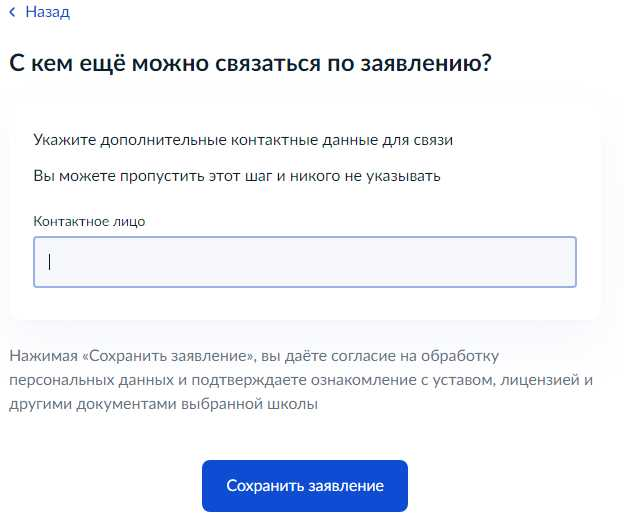 Назад
С кем ещё можно связаться по заявлению?
Укажите дополнительные контактные данные для связи
Вы можете пропустить этот шаг и никого не указывать
Контактное лицо
Нажимая «Сохранить заявление», вы даёте согласие на обработку
персональных данных и подтверждаете ознакомление с уставом, лицензией и
другими документами выбранной школы
Сохранить заявление